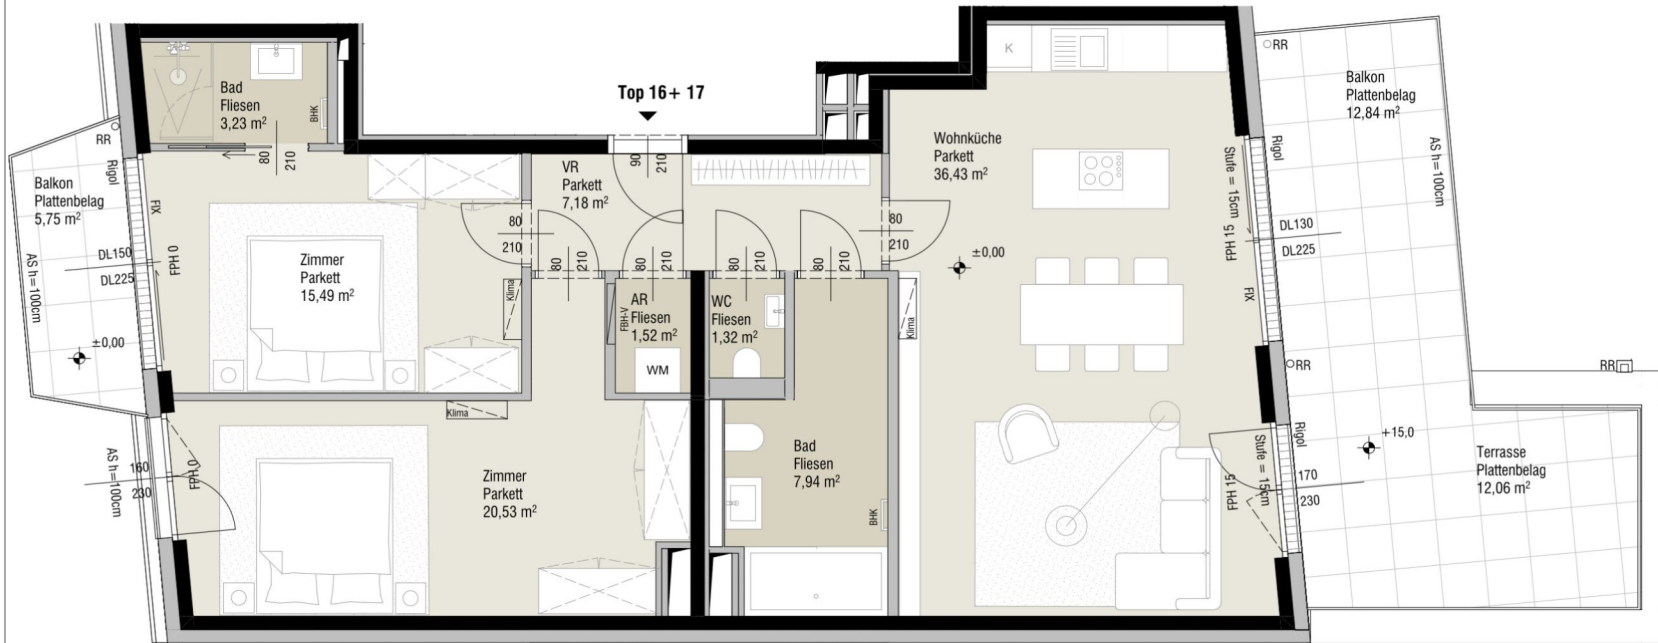 Top 16+ 17
Bad
Fliesen
3,23 m²
BHK
80
210
RR
Rigol
Balkon
Plattenbelag
5,75 m²
FIX
DL150
DL225
FPH 0
AS h=100cm
±0,00
Zimmer
Parkett
15,49 m²
80
210
Klima
VR
Parkett
7,18 m²
90
210
80
210
80
210
80
210
80
210
80
210
AR
Fliesen
1,52 m²
FBH-V
WM
WC
Fliesen
1,32 m²
Klima
AS h=100cm
160
230
FPH 0
Zimmer
Parkett
20,53 m²
Bad
Fliesen
7,94 m²
BHK
K
Wohnküche
Parkett
36,43 m²
±0,00
Klima
Stufe = 15cm
FPH 15
Rigol
DL130
DL225
FIX
RR
Balkon
Plattenbelag
12,84 m²
AS h=100cm
RR
RR
+15,0
Rigol
Stufe = 15cm
FPH 15
170
230
Terrasse
Plattenbelag
12,06 m²
AS h=100cm